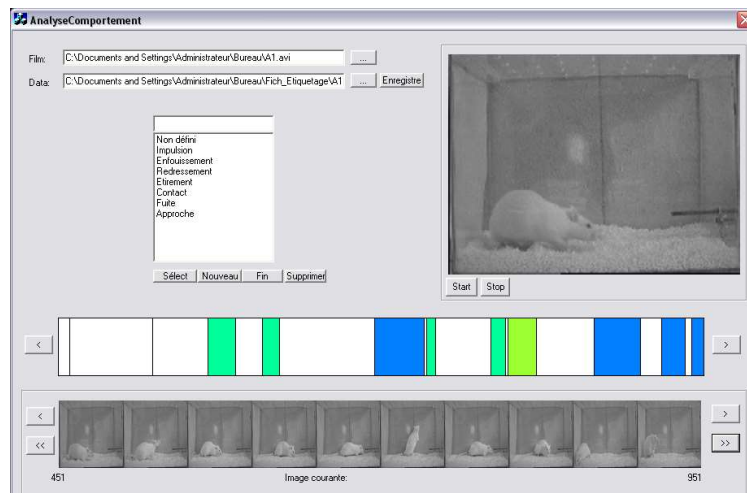 AnalyseComportement
Film: C:\Documents and Settings\Administrateur\Bureau\A1.avi ...
Data: C:\Documents and Settings\Administrateur\Bureau\Fich_Etiquetage\A1 ... Enregistre
Non défini
Impulsion
Enfouissement
Redressement
Etirement
Contact
Fuite
Approche
Sélect Nouveau Fin Supprimer
Start Stop
< >
< >
<< >>
451 Image courante: 951